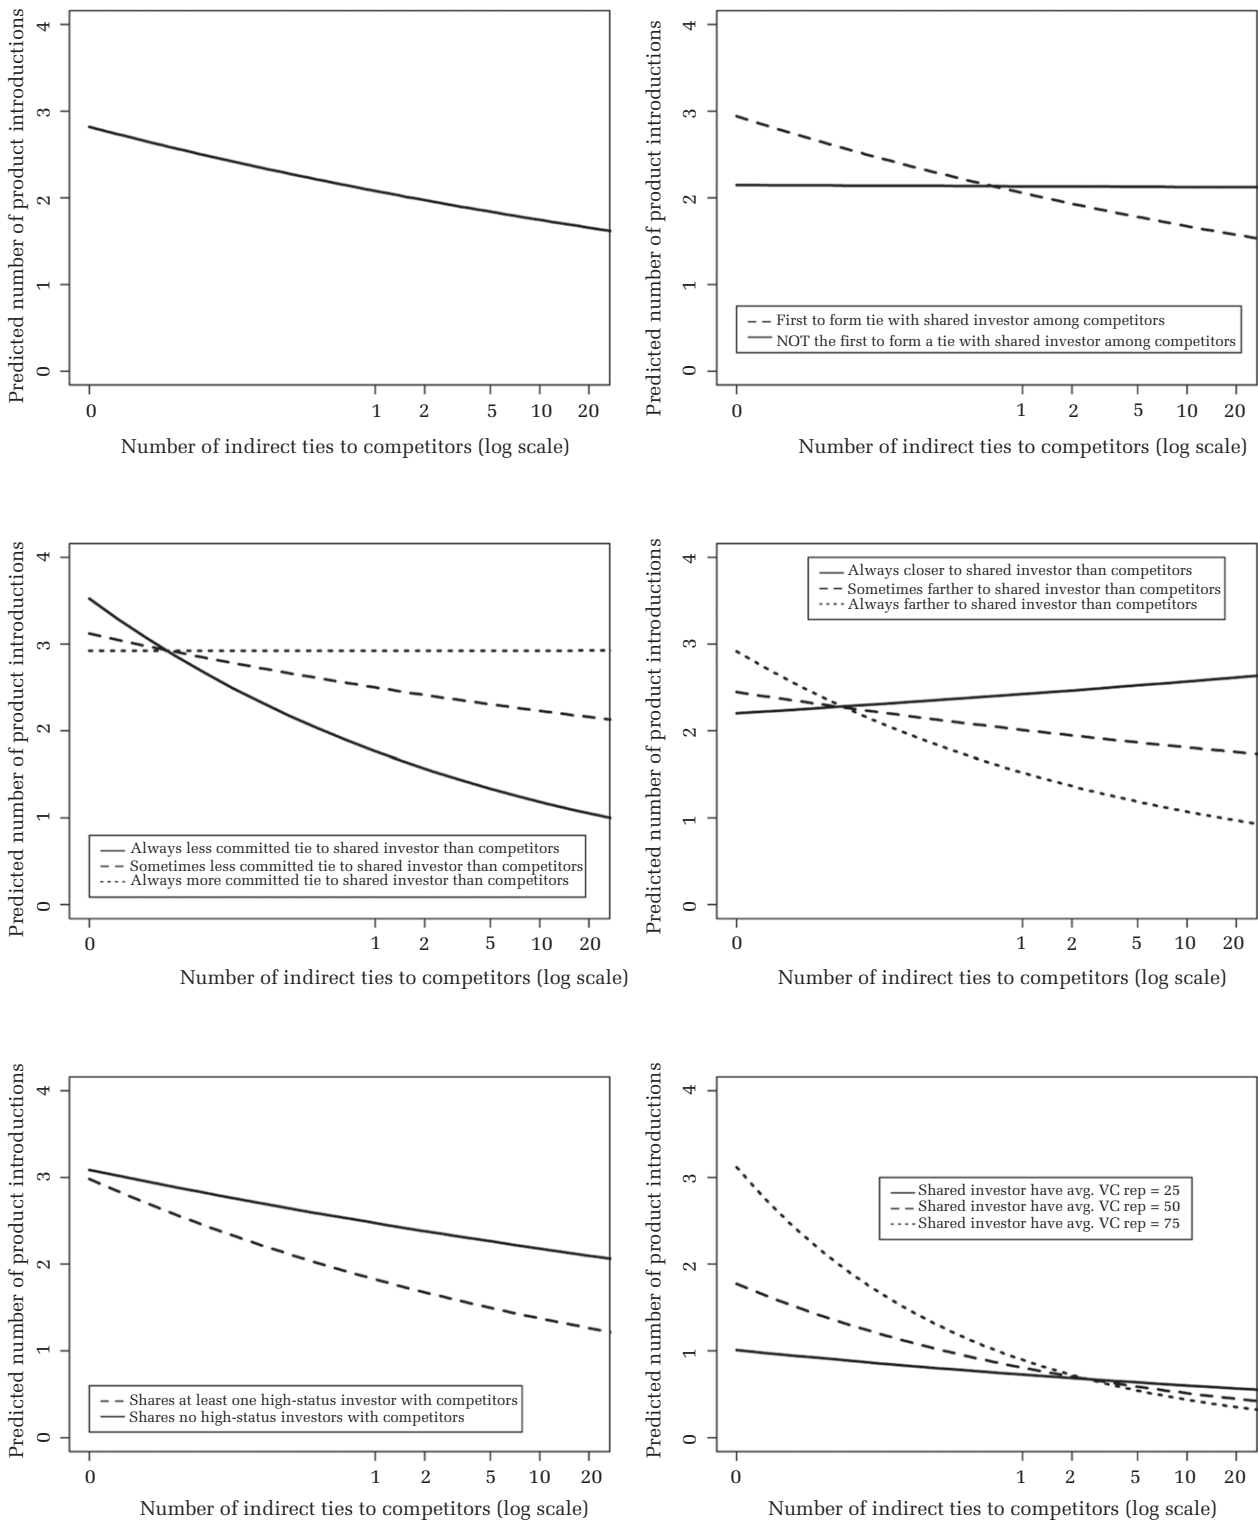 Predicted number of product introductions
4
3
2
1
0
0 1 2 5 10 20
Number of indirect ties to competitors (log scale)
Predicted number of product introductions
4
3
2
1
0
First to form tie with shared investor among competitors
NOT the first to form a tie with shared investor among competitors
0 1 2 5 10 20
Number of indirect ties to competitors (log scale)
Predicted number of product introductions
4
3
2
1
0
Always less committed tie to shared investor than competitors
Sometimes less committed tie to shared investor than competitors
Always more committed tie to shared investor than competitors
0 1 2 5 10 20
Number of indirect ties to competitors (log scale)
Predicted number of product introductions
4
3
2
1
0
Always closer to shared investor than competitors
Sometimes farther to shared investor than competitors
Always farther to shared investor than competitors
0 1 2 5 10 20
Number of indirect ties to competitors (log scale)
Predicted number of product introductions
4
3
2
1
0
Shares at least one high-status investor with competitors
Shares no high-status investors with competitors
0 1 2 5 10 20
Number of indirect ties to competitors (log scale)
Predicted number of product introductions
4
3
2
1
0
Shared investor have avg. VC rep = 25
Shared investor have avg. VC rep = 50
Shared investor have avg. VC rep = 75
0 1 2 5 10 20
Number of indirect ties to competitors (log scale)